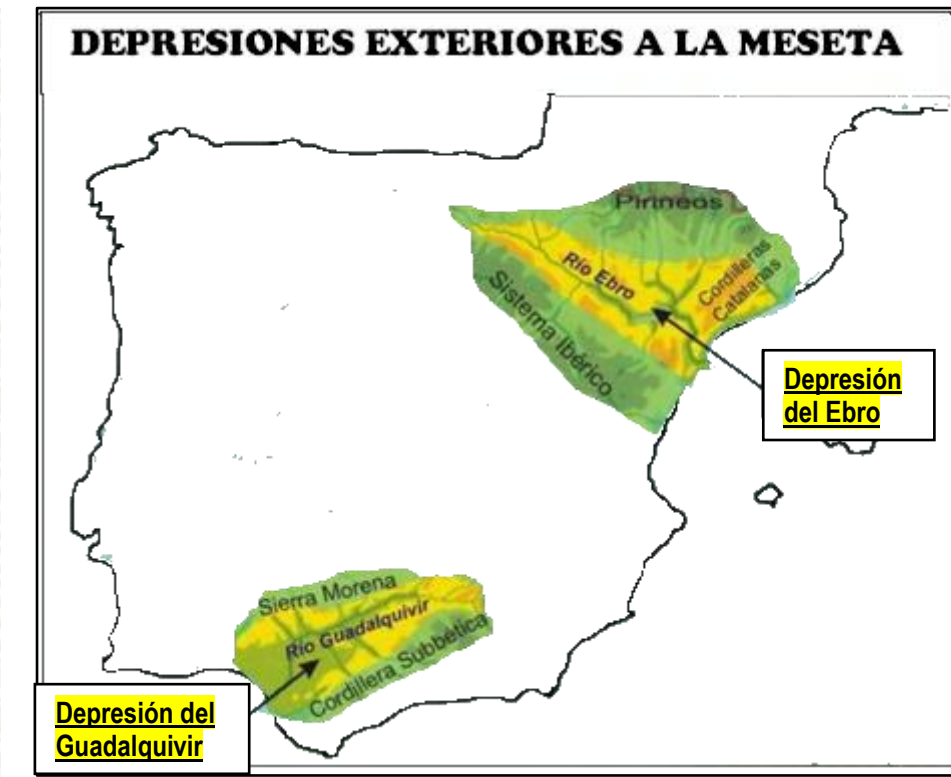 DEPRESIONES EXTERIORES A LA MESETA
Pirineos
Río Ebro
Cordilleras
Catalanas
Sistema Ibérico
Depresión
del Ebro
Sierra Morena
Río Guadalquivir
Cordillera Subbética
Depresión del
Guadalquivir